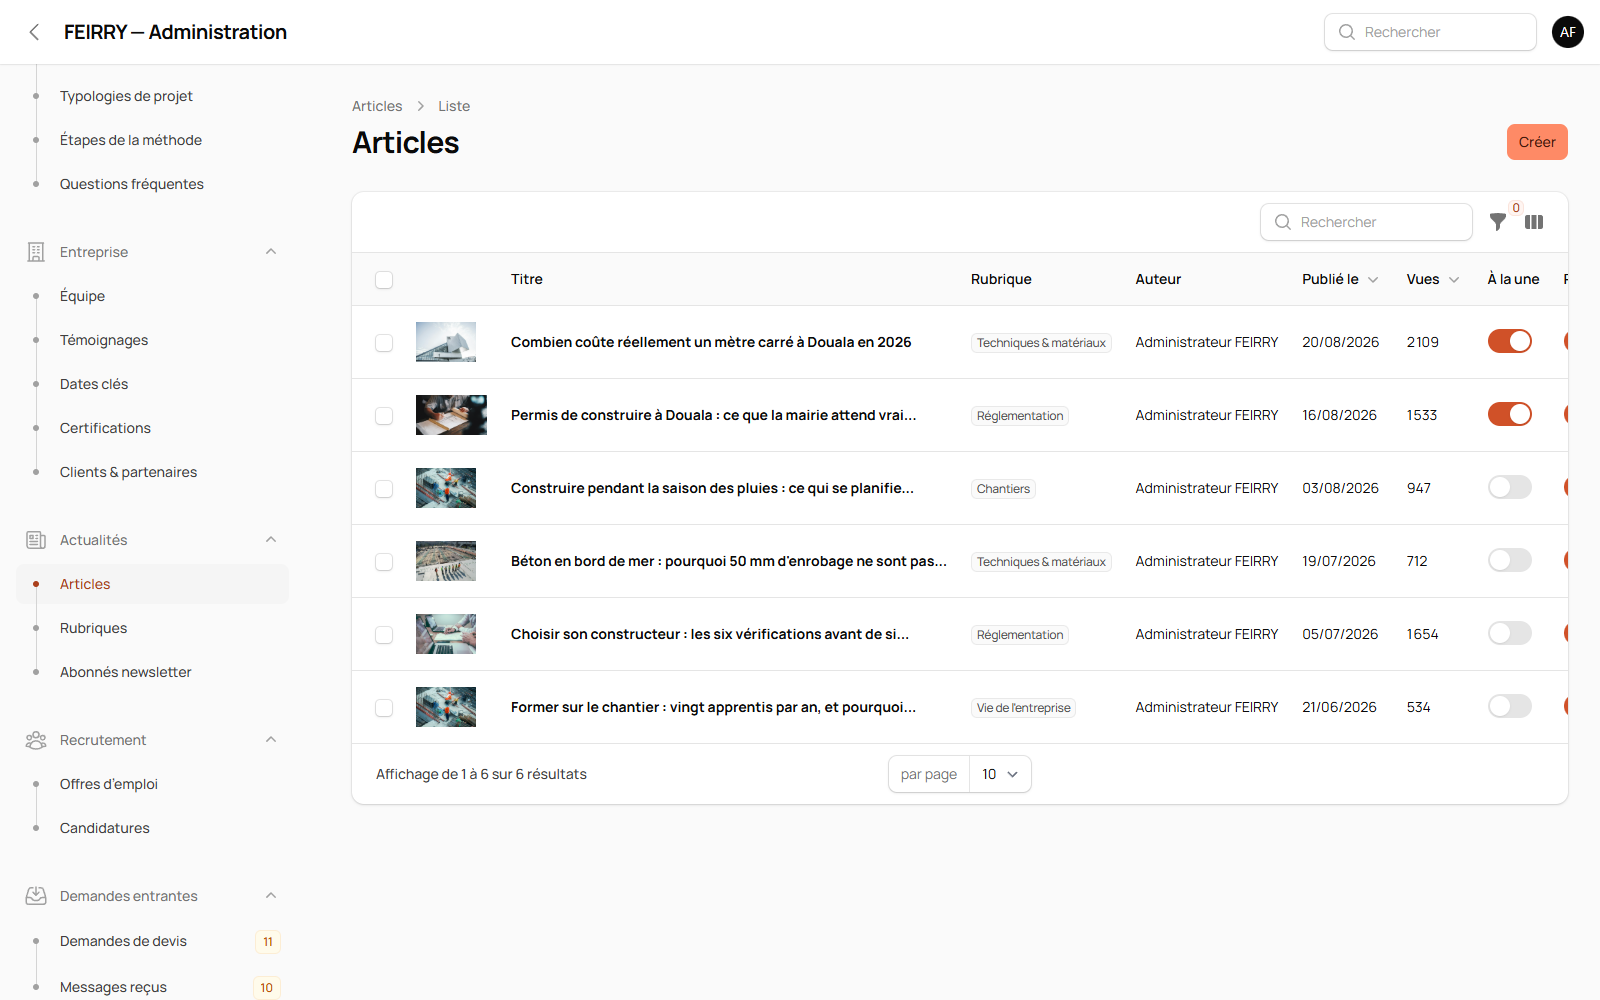 FEIRRY — Administration
Rechercher
AF
Typologies de projet
Étapes de la méthode
Questions fréquentes
Entreprise
Équipe
Témoignages
Dates clés
Certifications
Clients & partenaires
Actualités
Articles
Rubriques
Abonnés newsletter
Recrutement
Offres d'emploi
Candidatures
Demandes entrantes
Demandes de devis 11
Messages reçus 10
Articles > Liste
Articles
Créer
Rechercher
0
Titre Rubrique Auteur Publié le Vues À la une
Combien coûte réellement un mètre carré à Douala en 2026 Techniques & matériaux Administrateur FEIRRY 20/08/2026 2109
Permis de construire à Douala : ce que la mairie attend vrai... Réglementation Administrateur FEIRRY 16/08/2026 1533
Construire pendant la saison des pluies : ce qui se planifie... Chantiers Administrateur FEIRRY 03/08/2026 947
Béton en bord de mer : pourquoi 50 mm d'enrobage ne sont pas... Techniques & matériaux Administrateur FEIRRY 19/07/2026 712
Choisir son constructeur : les six vérifications avant de si... Réglementation Administrateur FEIRRY 05/07/2026 1654
Former sur le chantier : vingt apprentis par an, et pourquoi... Vie de l'entreprise Administrateur FEIRRY 21/06/2026 534
Affichage de 1 à 6 sur 6 résultats
par page 10